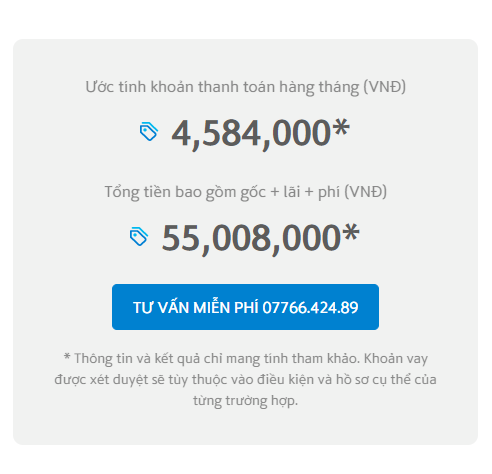 Ước tính khoản thanh toán hàng tháng (VNĐ)
4,584,000*
Tổng tiền bao gồm gốc + lãi + phí (VNĐ)
55,008,000*
TƯ VẤN MIỄN PHÍ 07766.424.89
* Thông tin và kết quả chỉ mang tính tham khảo. Khoản vay
được xét duyệt sẽ tùy thuộc vào điều kiện và hồ sơ cụ thể của
từng trường hợp.